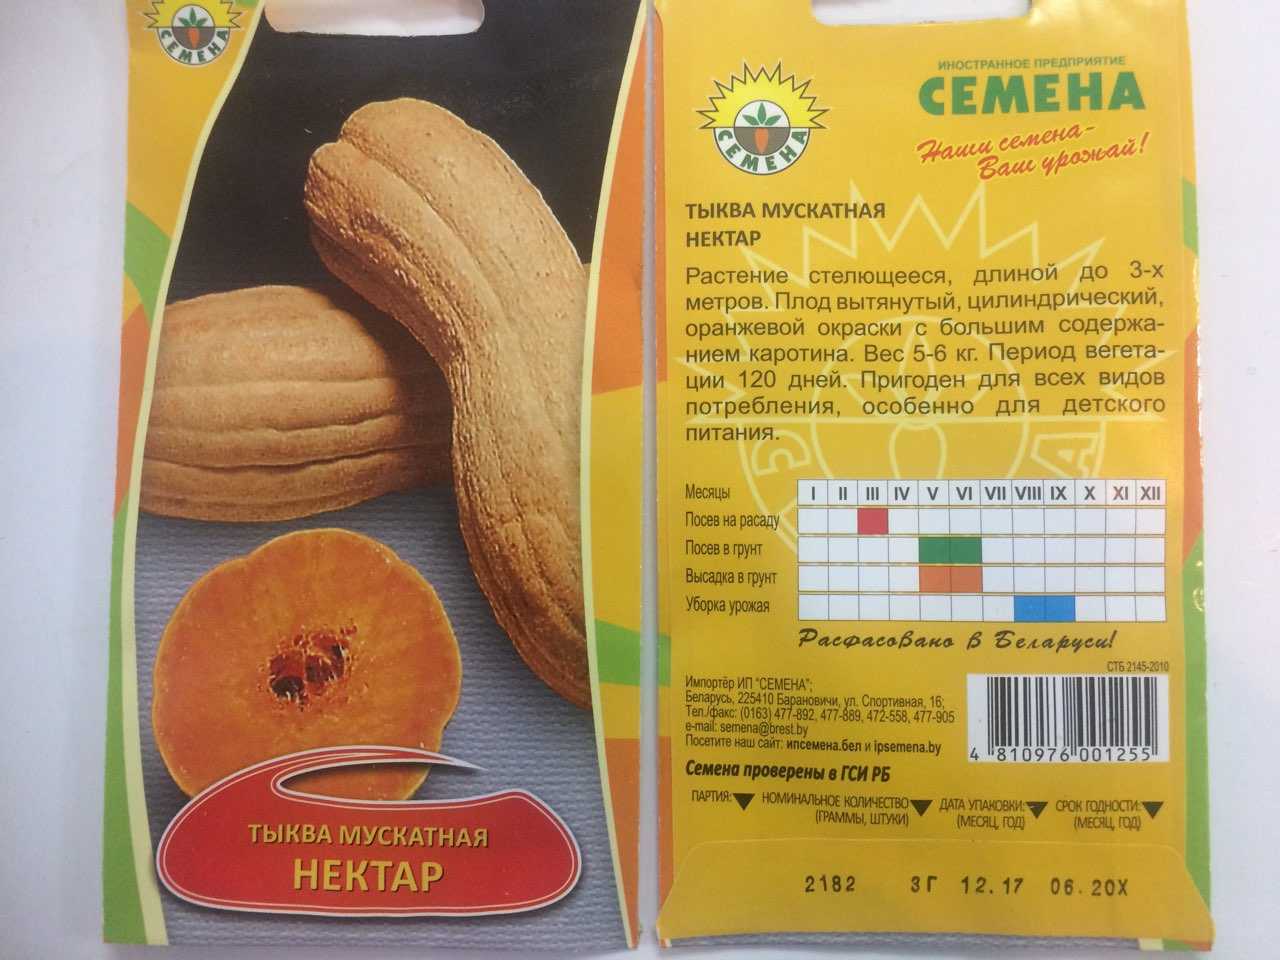 СЕМЕНА
ТЫКВА МУСКАТНАЯ
НЕКТАР
СЕМЕНА
ИНОСТРАННОЕ ПРЕДПРИЯТИЕ
СЕМЕНА
Наши семена-
Ваш урожай!
ТЫКВА МУСКАТНАЯ
НЕКТАР
Растение стелющееся, длиной до 3-х
метров. Плод вытянутый, цилиндрический,
оранжевой окраски с большим содержа-
нием каротина. Вес 5-6 кг. Период вегета-
ции 120 дней. Пригоден для всех видов
потребления, особенно для детского
питания.
Месяцы I II III IV V VI VII VIII IX X XI XII
Посев на расаду
Посев в грунт
Высадка в грунт
Уборка урожая
Расфасовано в Беларуси!
СТБ 2145-2010
Импортёр ИП "СЕМЕНА";
Беларусь, 225410 Барановичи, ул. Спортивная, 16;
Тел./факс: (0163) 477-892, 477-889, 472-558, 477-905
e-mail: semena@brest.by
Посетите наш сайт: ипсемена.бел и ipsemena.by
4 810976 001255
Семена проверены в ГСИ РБ
ПАРТИЯ: НОМИНАЛЬНОЕ КОЛИЧЕСТВО ДАТА УПАКОВКИ: СРОК ГОДНОСТИ:
(ГРАММЫ, ШТУКИ) (МЕСЯЦ, ГОД) (МЕСЯЦ, ГОД)
2182 3Г 12.17 06.20X